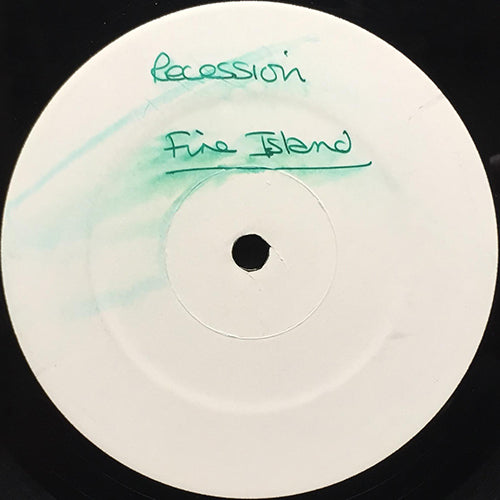 Recession
Fire Island